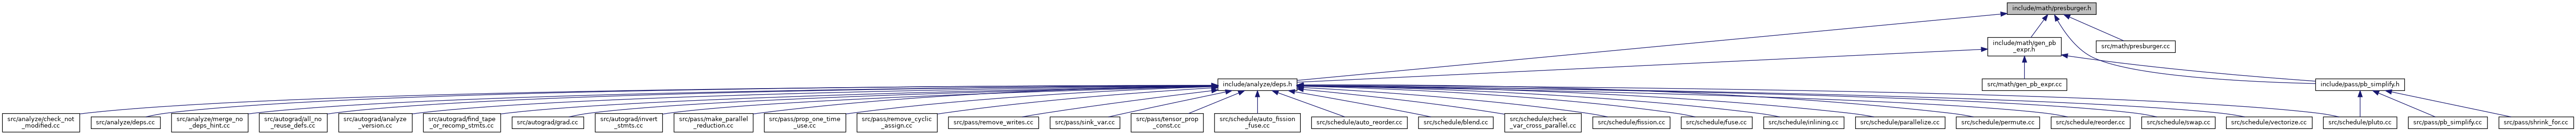 include/math/presburger.h
include/math/gen_pb
_expr.h
src/math/presburger.cc
include/analyze/deps.h
src/math/gen_pb_expr.cc
include/pass/pb_simplify.h
src/analyze/check_not
_modified.cc
src/analyze/deps.cc
src/analyze/merge_no
_deps_hint.cc
src/autograd/all_no
_reuse_defs.cc
src/autograd/analyze
_version.cc
src/autograd/find_tape
_or_recomp_stmts.cc
src/autograd/grad.cc
src/autograd/invert
_stmts.cc
src/pass/make_parallel
_reduction.cc
src/pass/prop_one_time
_use.cc
src/pass/remove_cyclic
_assign.cc
src/pass/remove_writes.cc
src/pass/sink_var.cc
src/pass/tensor_prop
_const.cc
src/schedule/auto_fission
_fuse.cc
src/schedule/auto_reorder.cc
src/schedule/blend.cc
src/schedule/check
_var_cross_parallel.cc
src/schedule/fission.cc
src/schedule/fuse.cc
src/schedule/inlining.cc
src/schedule/parallelize.cc
src/schedule/permute.cc
src/schedule/reorder.cc
src/schedule/swap.cc
src/schedule/vectorize.cc
src/schedule/pluto.cc
src/pass/pb_simplify.cc
src/pass/shrink_for.cc